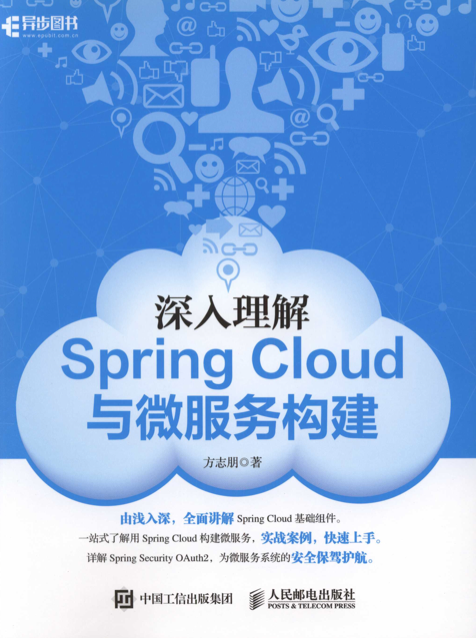 异步图书
www.epubit.com.cn
深入理解
Spring Cloud
与微服务构建
方志朋◎著
由浅入深，全面讲解 Spring Cloud 基础组件。
一站式了解用 Spring Cloud 构建微服务，实战案例，快速上手。
详解 Spring Security OAuth2，为微服务系统的安全保驾护航。
中国工信出版集团
人民邮电出版社
POSTS & TELECOM PRESS